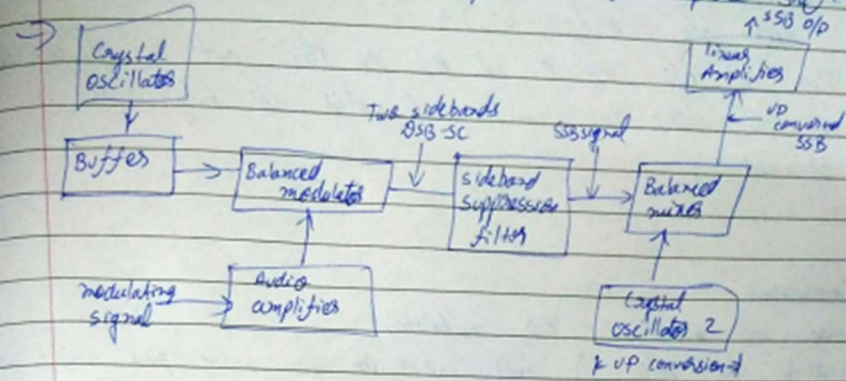 SSB O/P
Crystal
oscillator
linear
Amplifier
Two sidebands
DSB-SC
SSB signal
UP
converted
SSB
Buffer
Balanced
modulator
sideband
suppression
filter
Balanced
mixer
modulating
signal
Audio
amplifier
Crystal
oscillator 2
UP conversion